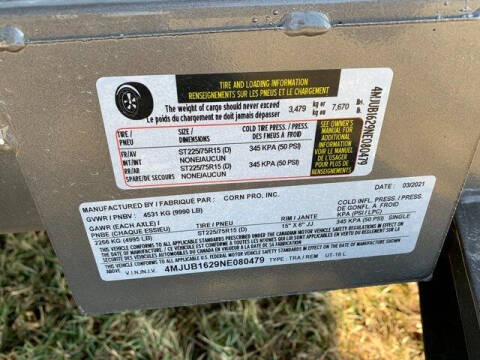 TIRE AND LOADING INFORMATION
RENSEIGNEMENTS SUR LES PNEUS ET LE CHARGEMENT
The weight of cargo should never exceed
Le poids du chargement ne doit jamais depasser
3,479 kg or ou kg 7,670 Lb. Lb.
TIRE/ PNEU
SIZE/ DIMENSIONS
COLD TIRE PRESS./ PRESS. DES PNEUS A FROID
FR/AV ST225/75R15 (D) 345 KPA (50 PSI)
INT/INT NONE/AUCUN
RR/AR ST225/75R15 (D) 345 KPA (50 PSI)
SPARE/DE SECOURS NONE/AUCUN
SEE OWNER'S
MANUAL FOR
ADDITIONAL
INFORMATION
VOIR LE MANUEL
DE L'USAGER
POUR PLUS DE
RENSEIGNEMENTS
4MJUB1629NE080479
MANUFACTURED BY / FABRIQUÉ PAR : CORN PRO, INC. 03/2021
GVWR / PNBV : 4531 KG (9990 LB)
GAWR (EACH AXLE) / TIRE / PNEU RIM / JANTE COLD INFL. PRESS. / PRESS. DE GONFL A FROID KPA (PSI / LPC)
PNBE (CHAQUE ESSIEU)
2266 KG (4995 LB) ST225/75R15 (D) 15" X 6" JJ 345 KPA (50 PSI) SINGLE
V.I.N./N.I.V. 4MJUB1629NE080479 TYPE: TRA / REM UT-16 L